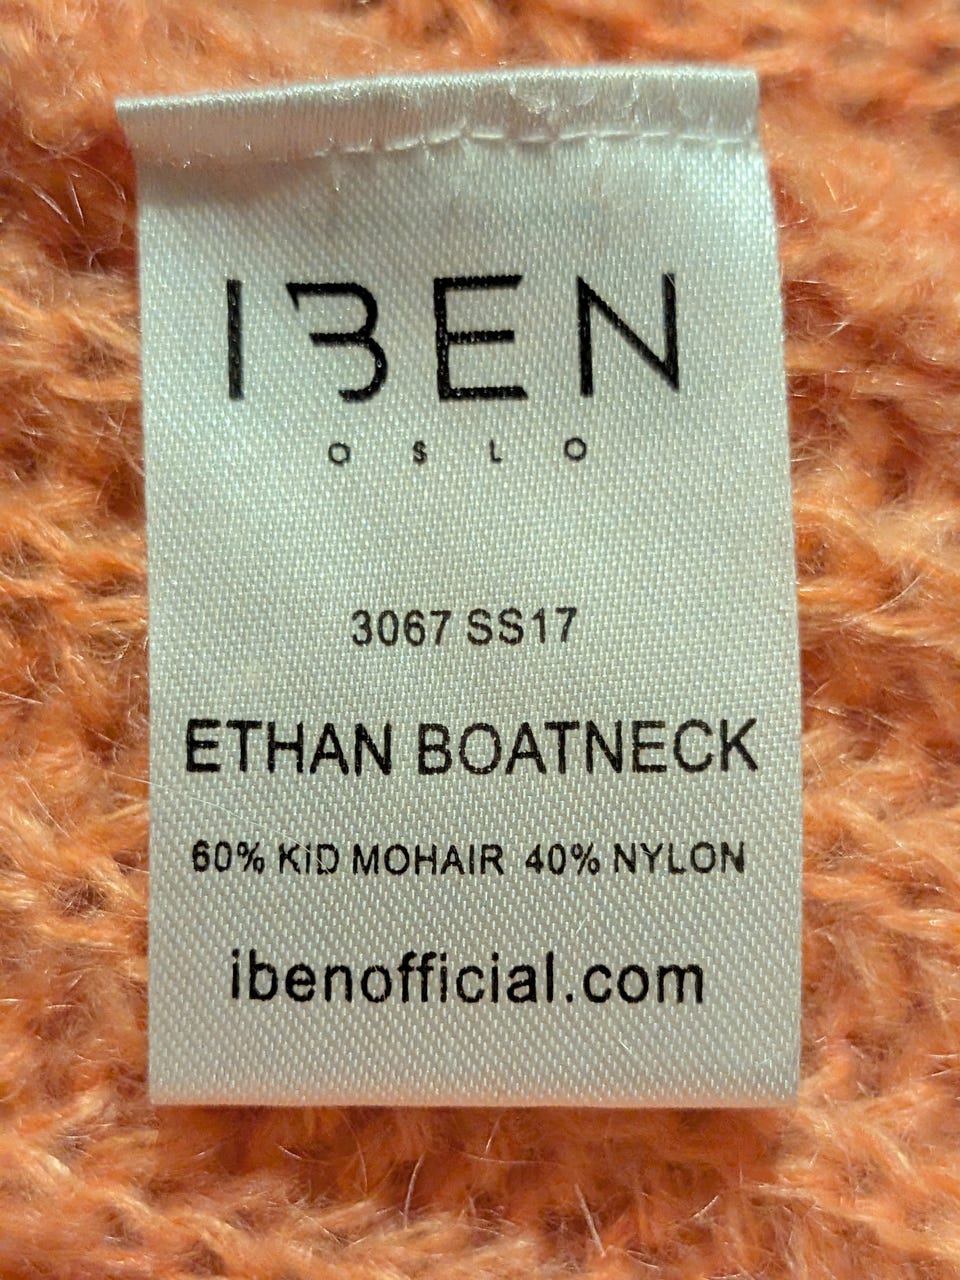 IBEN
OSLO
3067 SS17
ETHAN BOATNECK
60% KiD MOHAIR 40% NYLON
ibenofficial.com